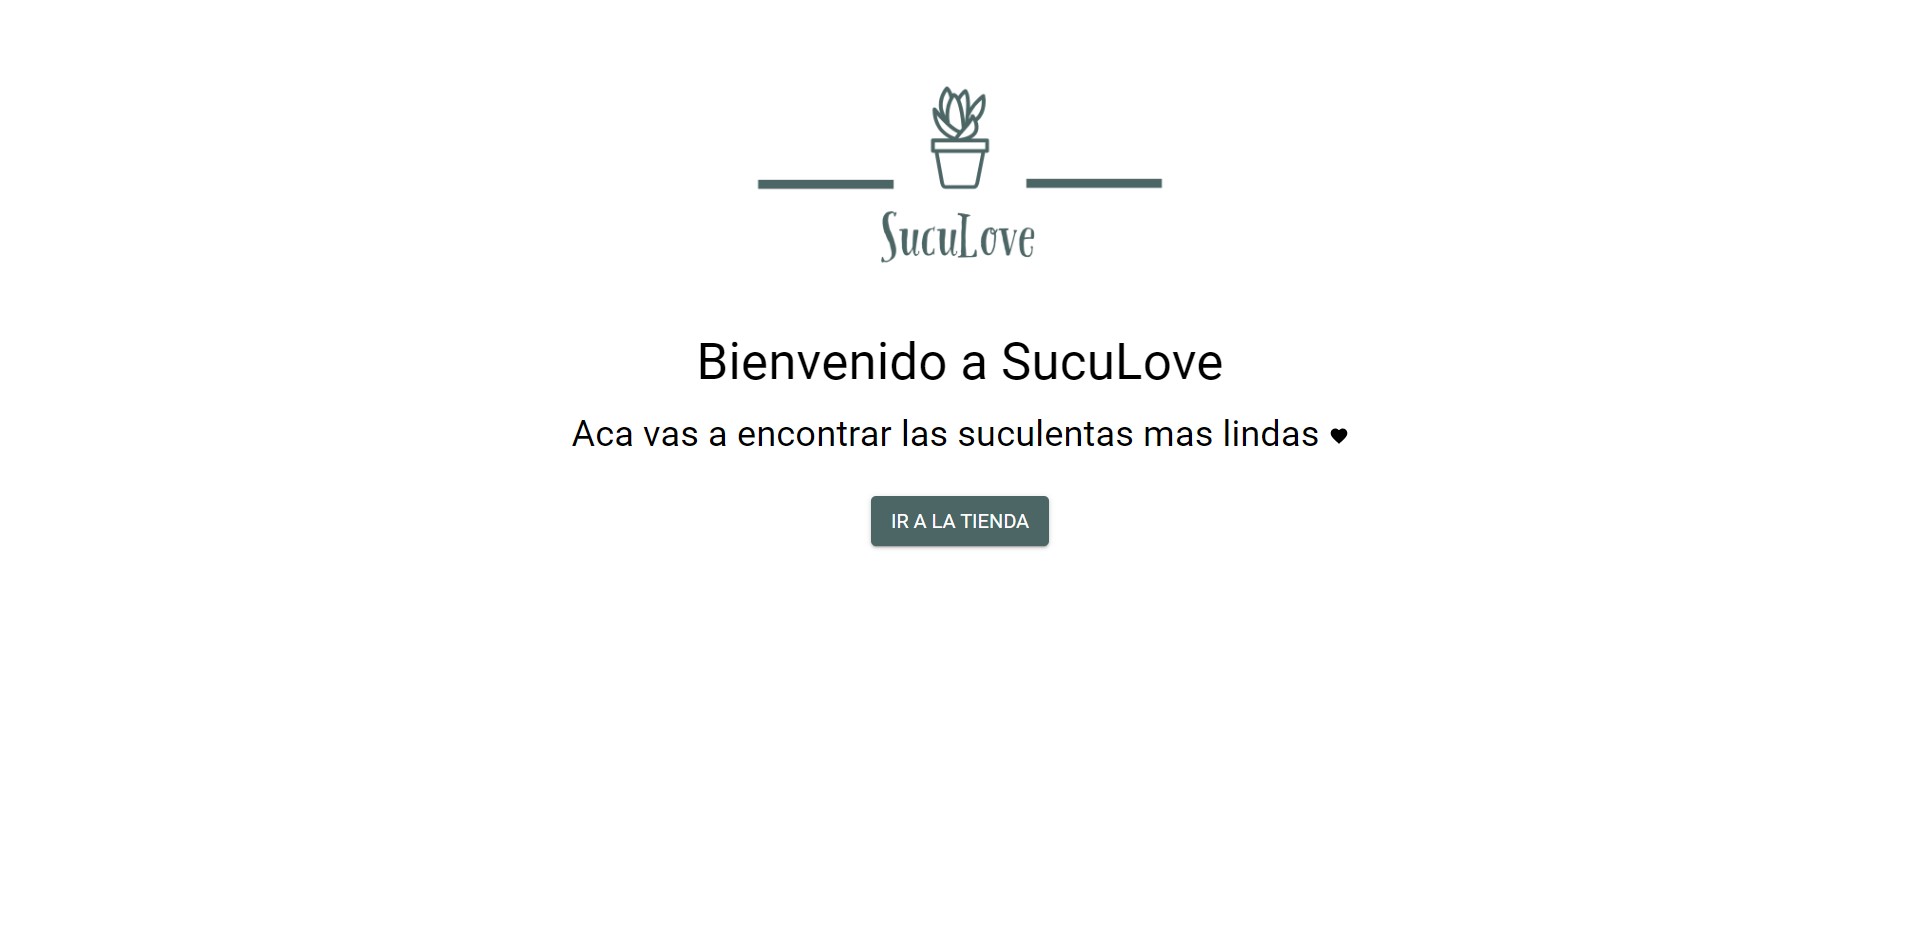 SucuLove
Bienvenido a SucuLove
Aca vas a encontrar las suculentas mas lindas ♥
IR A LA TIENDA